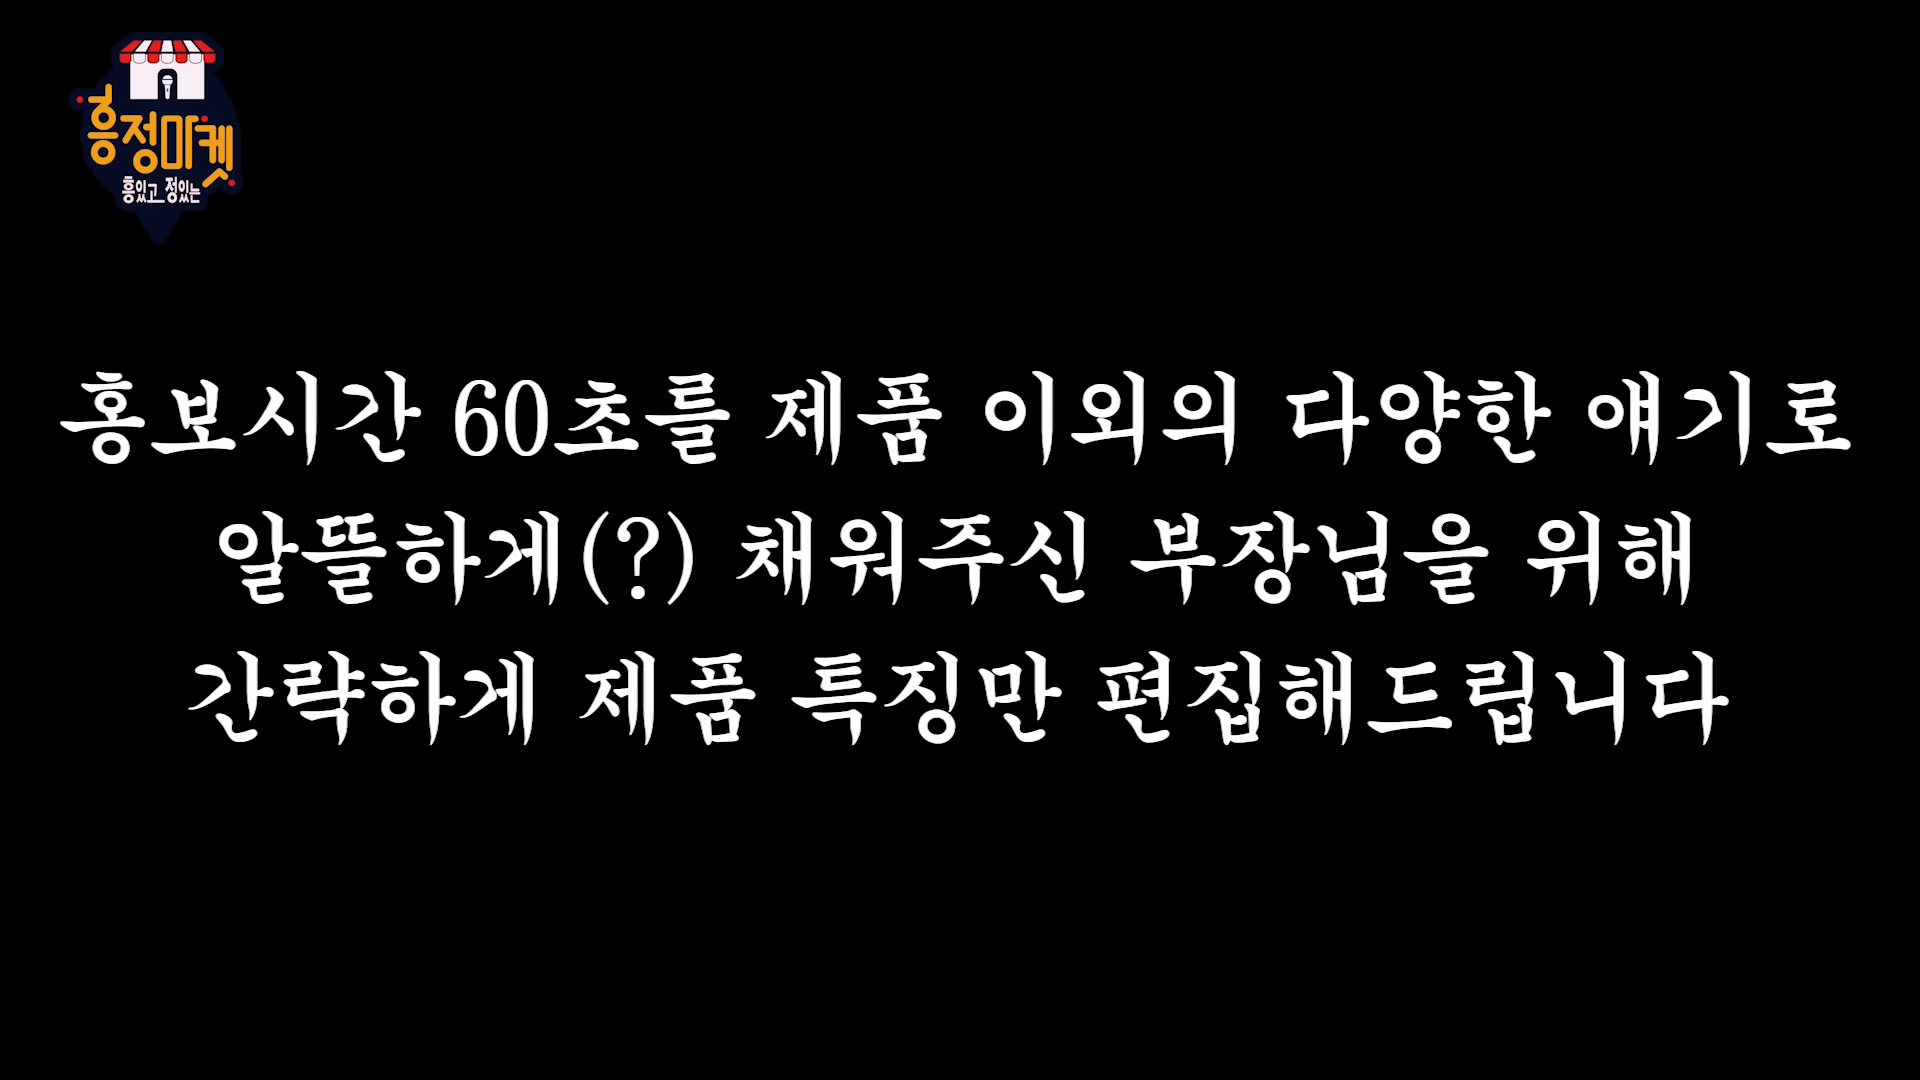 흥정마켓
흥있고 정있는
홍보시간 60초를 제품 이외의 다양한 얘기로
알뜰하게(?) 채워주신 부장님을 위해
간략하게 제품 특징만 편집해드립니다